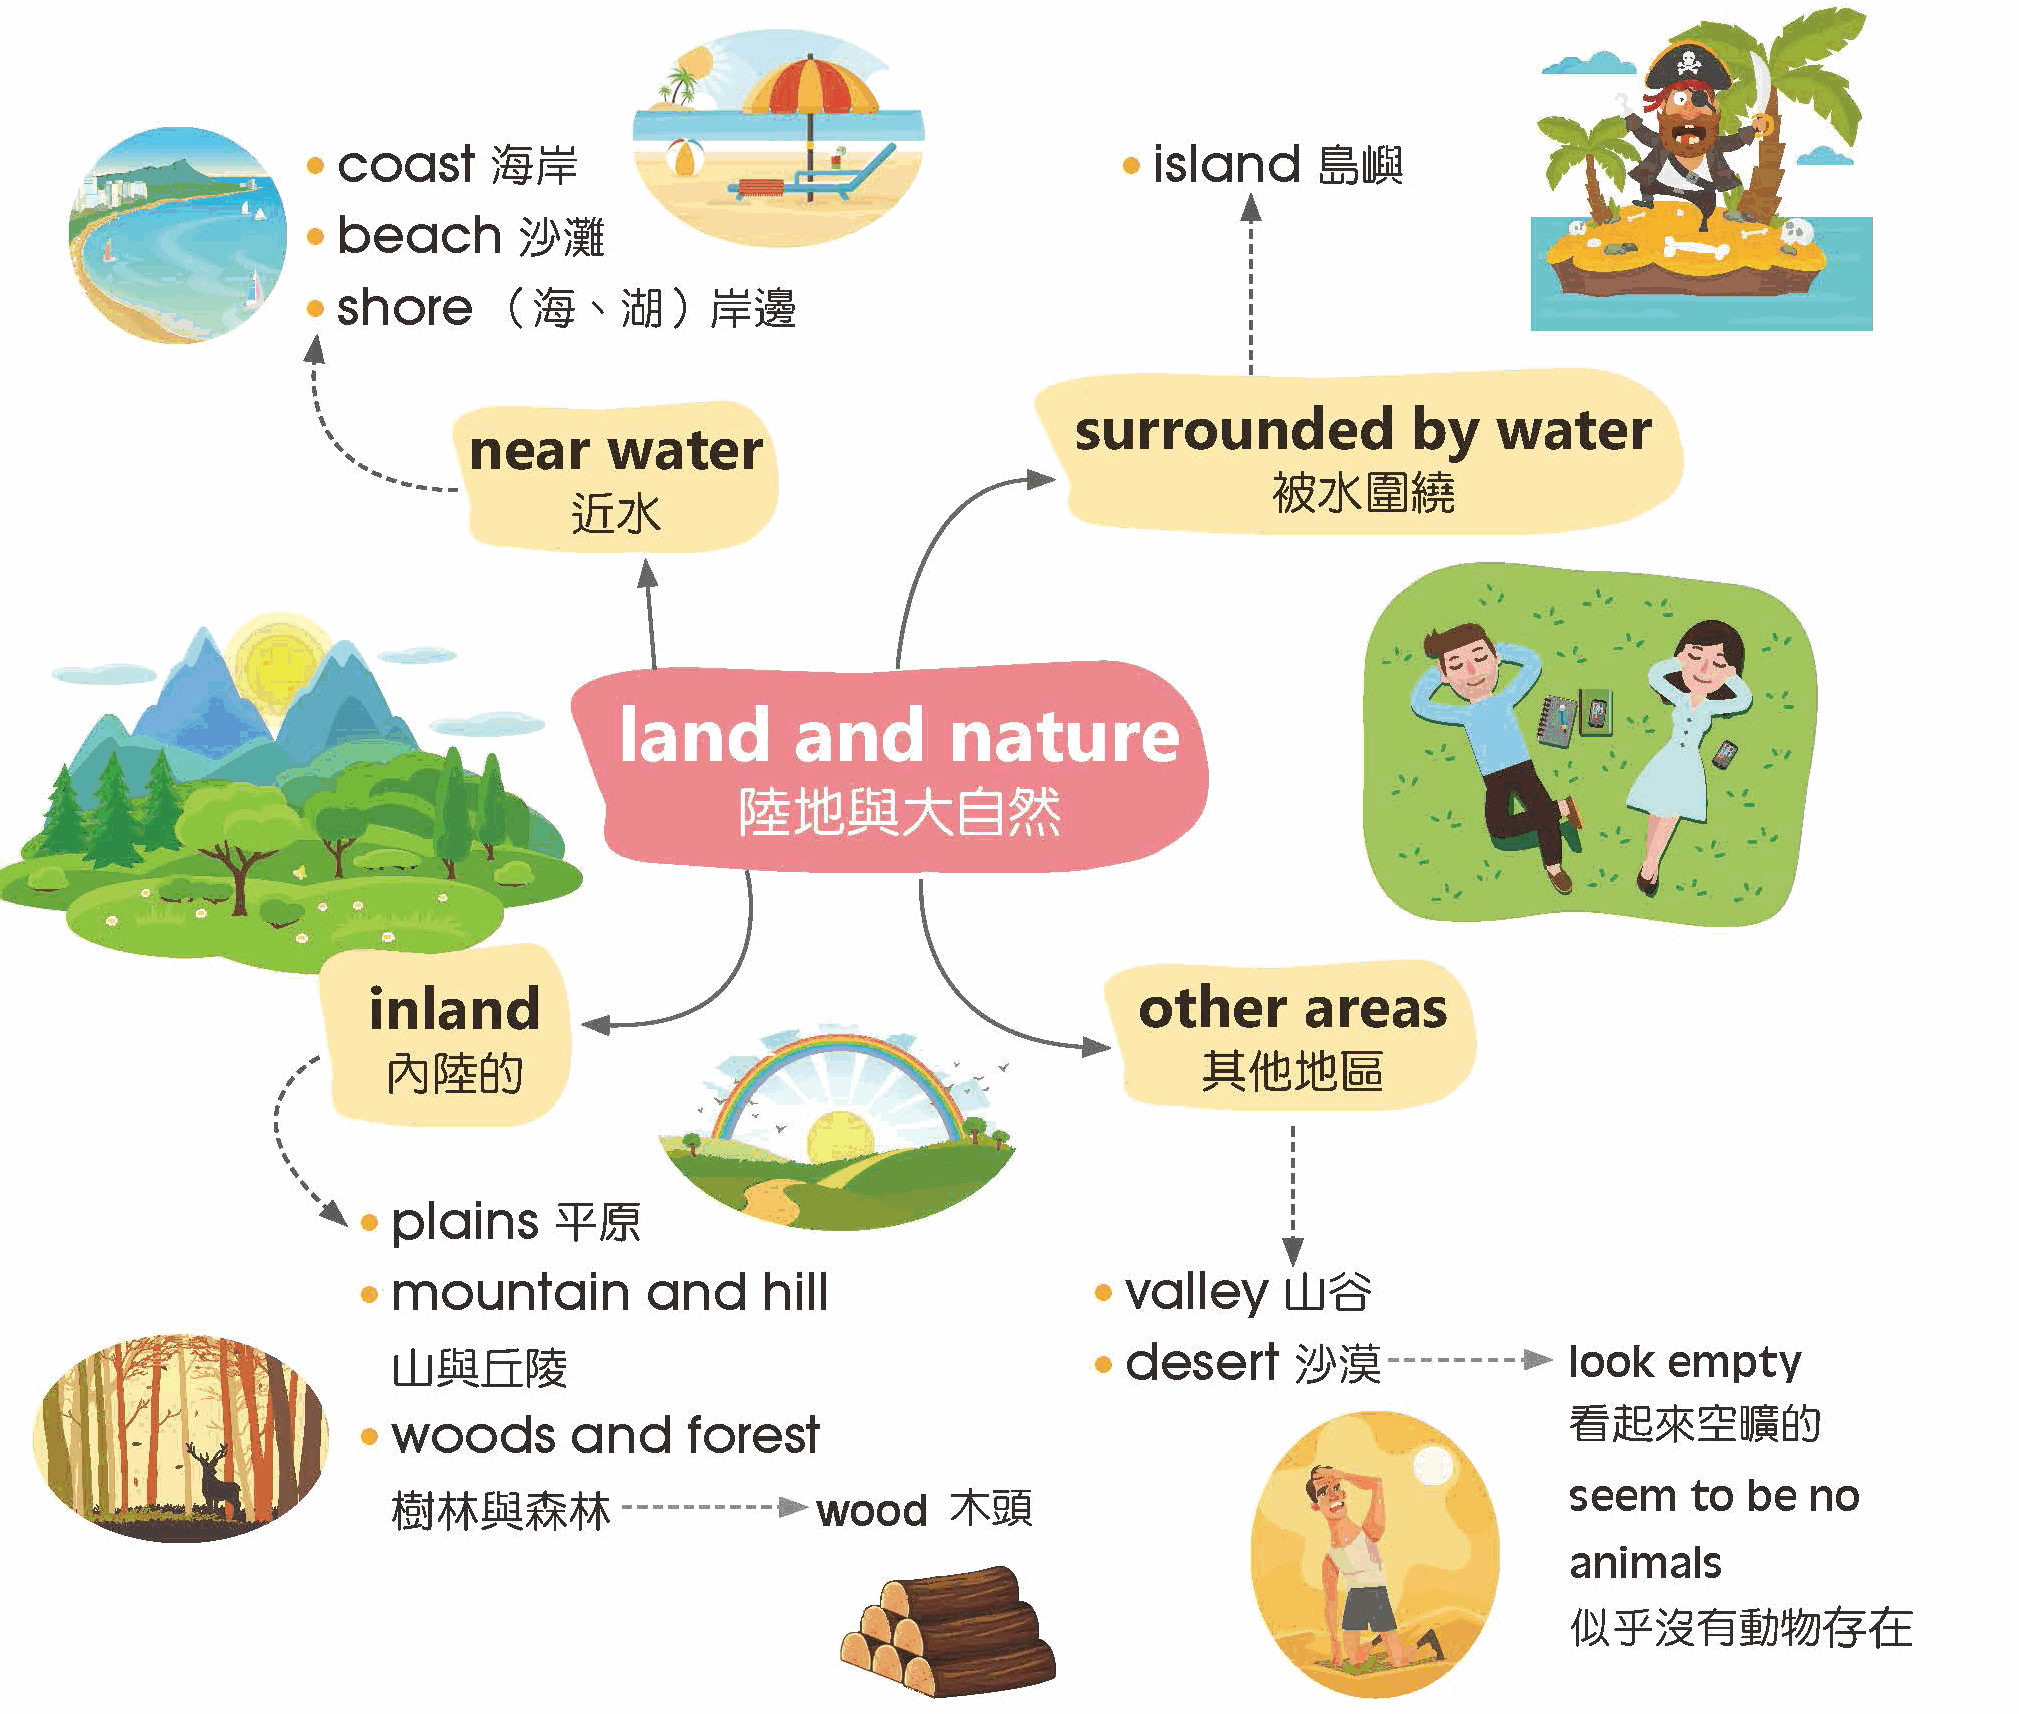 • coast 海岸
• beach 沙灘
• shore （海、湖）岸邊
• island 島嶼
near water
近水
surrounded by water
被水圍繞
land and nature
陸地與大自然
inland
內陸的
other areas
其他地區
• plains 平原
• mountain and hill
山與丘陵
• woods and forest
樹林與森林
wood 木頭
• valley 山谷
• desert 沙漠
look empty
看起來空曠的
seem to be no
animals
似乎沒有動物存在